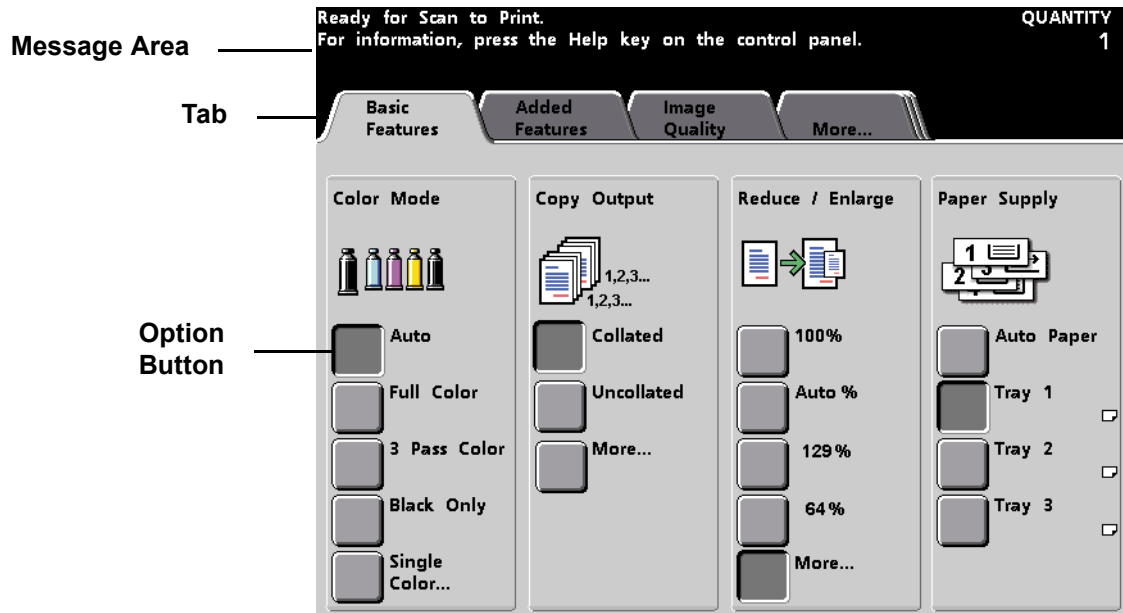 Message Area
Tab
Option
Button
Ready for Scan to Print.
For information, press the Help key on the control panel.
QUANTITY
1
Basic
Features
Added
Features
Image
Quality
More...
Color Mode
Auto
Full Color
3 Pass Color
Black Only
Single
Color...
Copy Output
1,2,3...
1,2,3...
Collated
Uncollated
More...
Reduce / Enlarge
100%
Auto %
129%
64%
More...
Paper Supply
1
2
3
Auto Paper
Tray 1
Tray 2
Tray 3